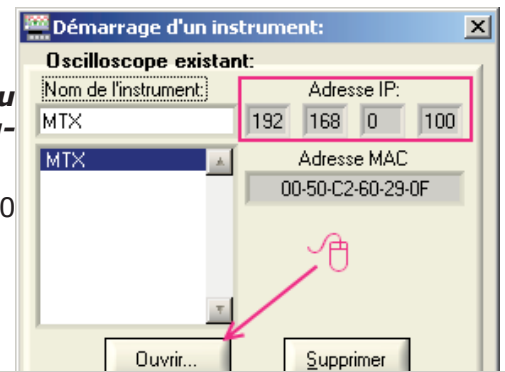 Démarrage d'un instrument:
Oscilloscope existant:
Nom de l'instrument: Adresse IP:
u
MTX 192 168 0 100
-
MTX Adresse MAC
00-50-C2-60-29-0F
0
Ouvrir... Supprimer